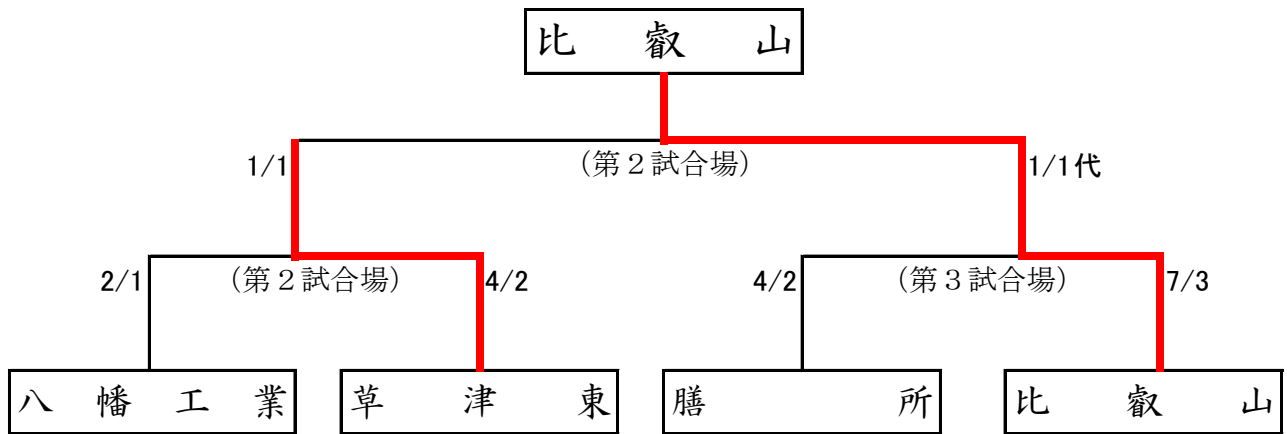 比叡山
1/1 (第2試合場) 1/1代
2/1 (第2試合場) 4/2 4/2 (第3試合場) 7/3
八幡工業 草津東 膳所 比叡山